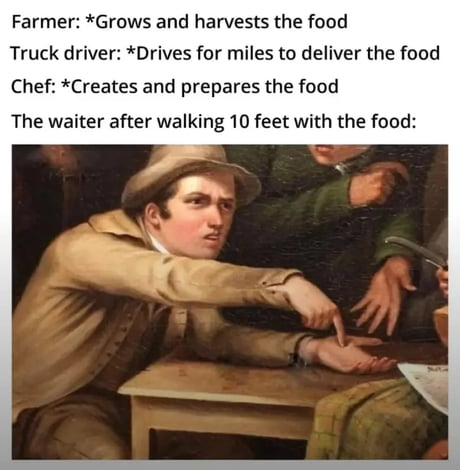 Farmer: *Grows and harvests the food
Truck driver: *Drives for miles to deliver the food
Chef: *Creates and prepares the food
The waiter after walking 10 feet with the food: